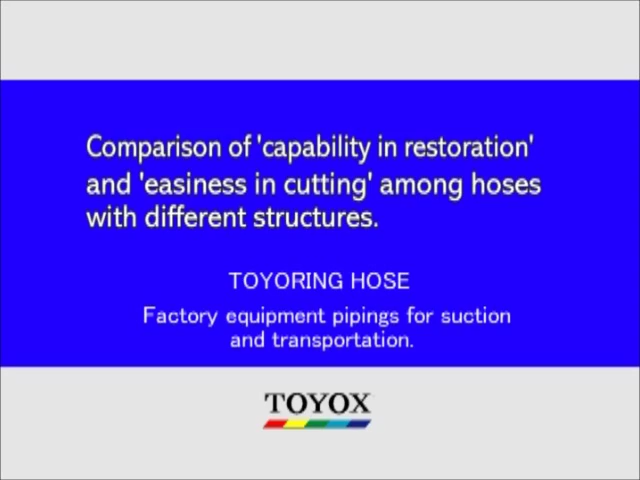 Comparison of 'capability in restoration'
and 'easiness in cutting' among hoses
with different structures.
TOYORING HOSE
Factory equipment pipings for suction
and transportation.
TOYOX